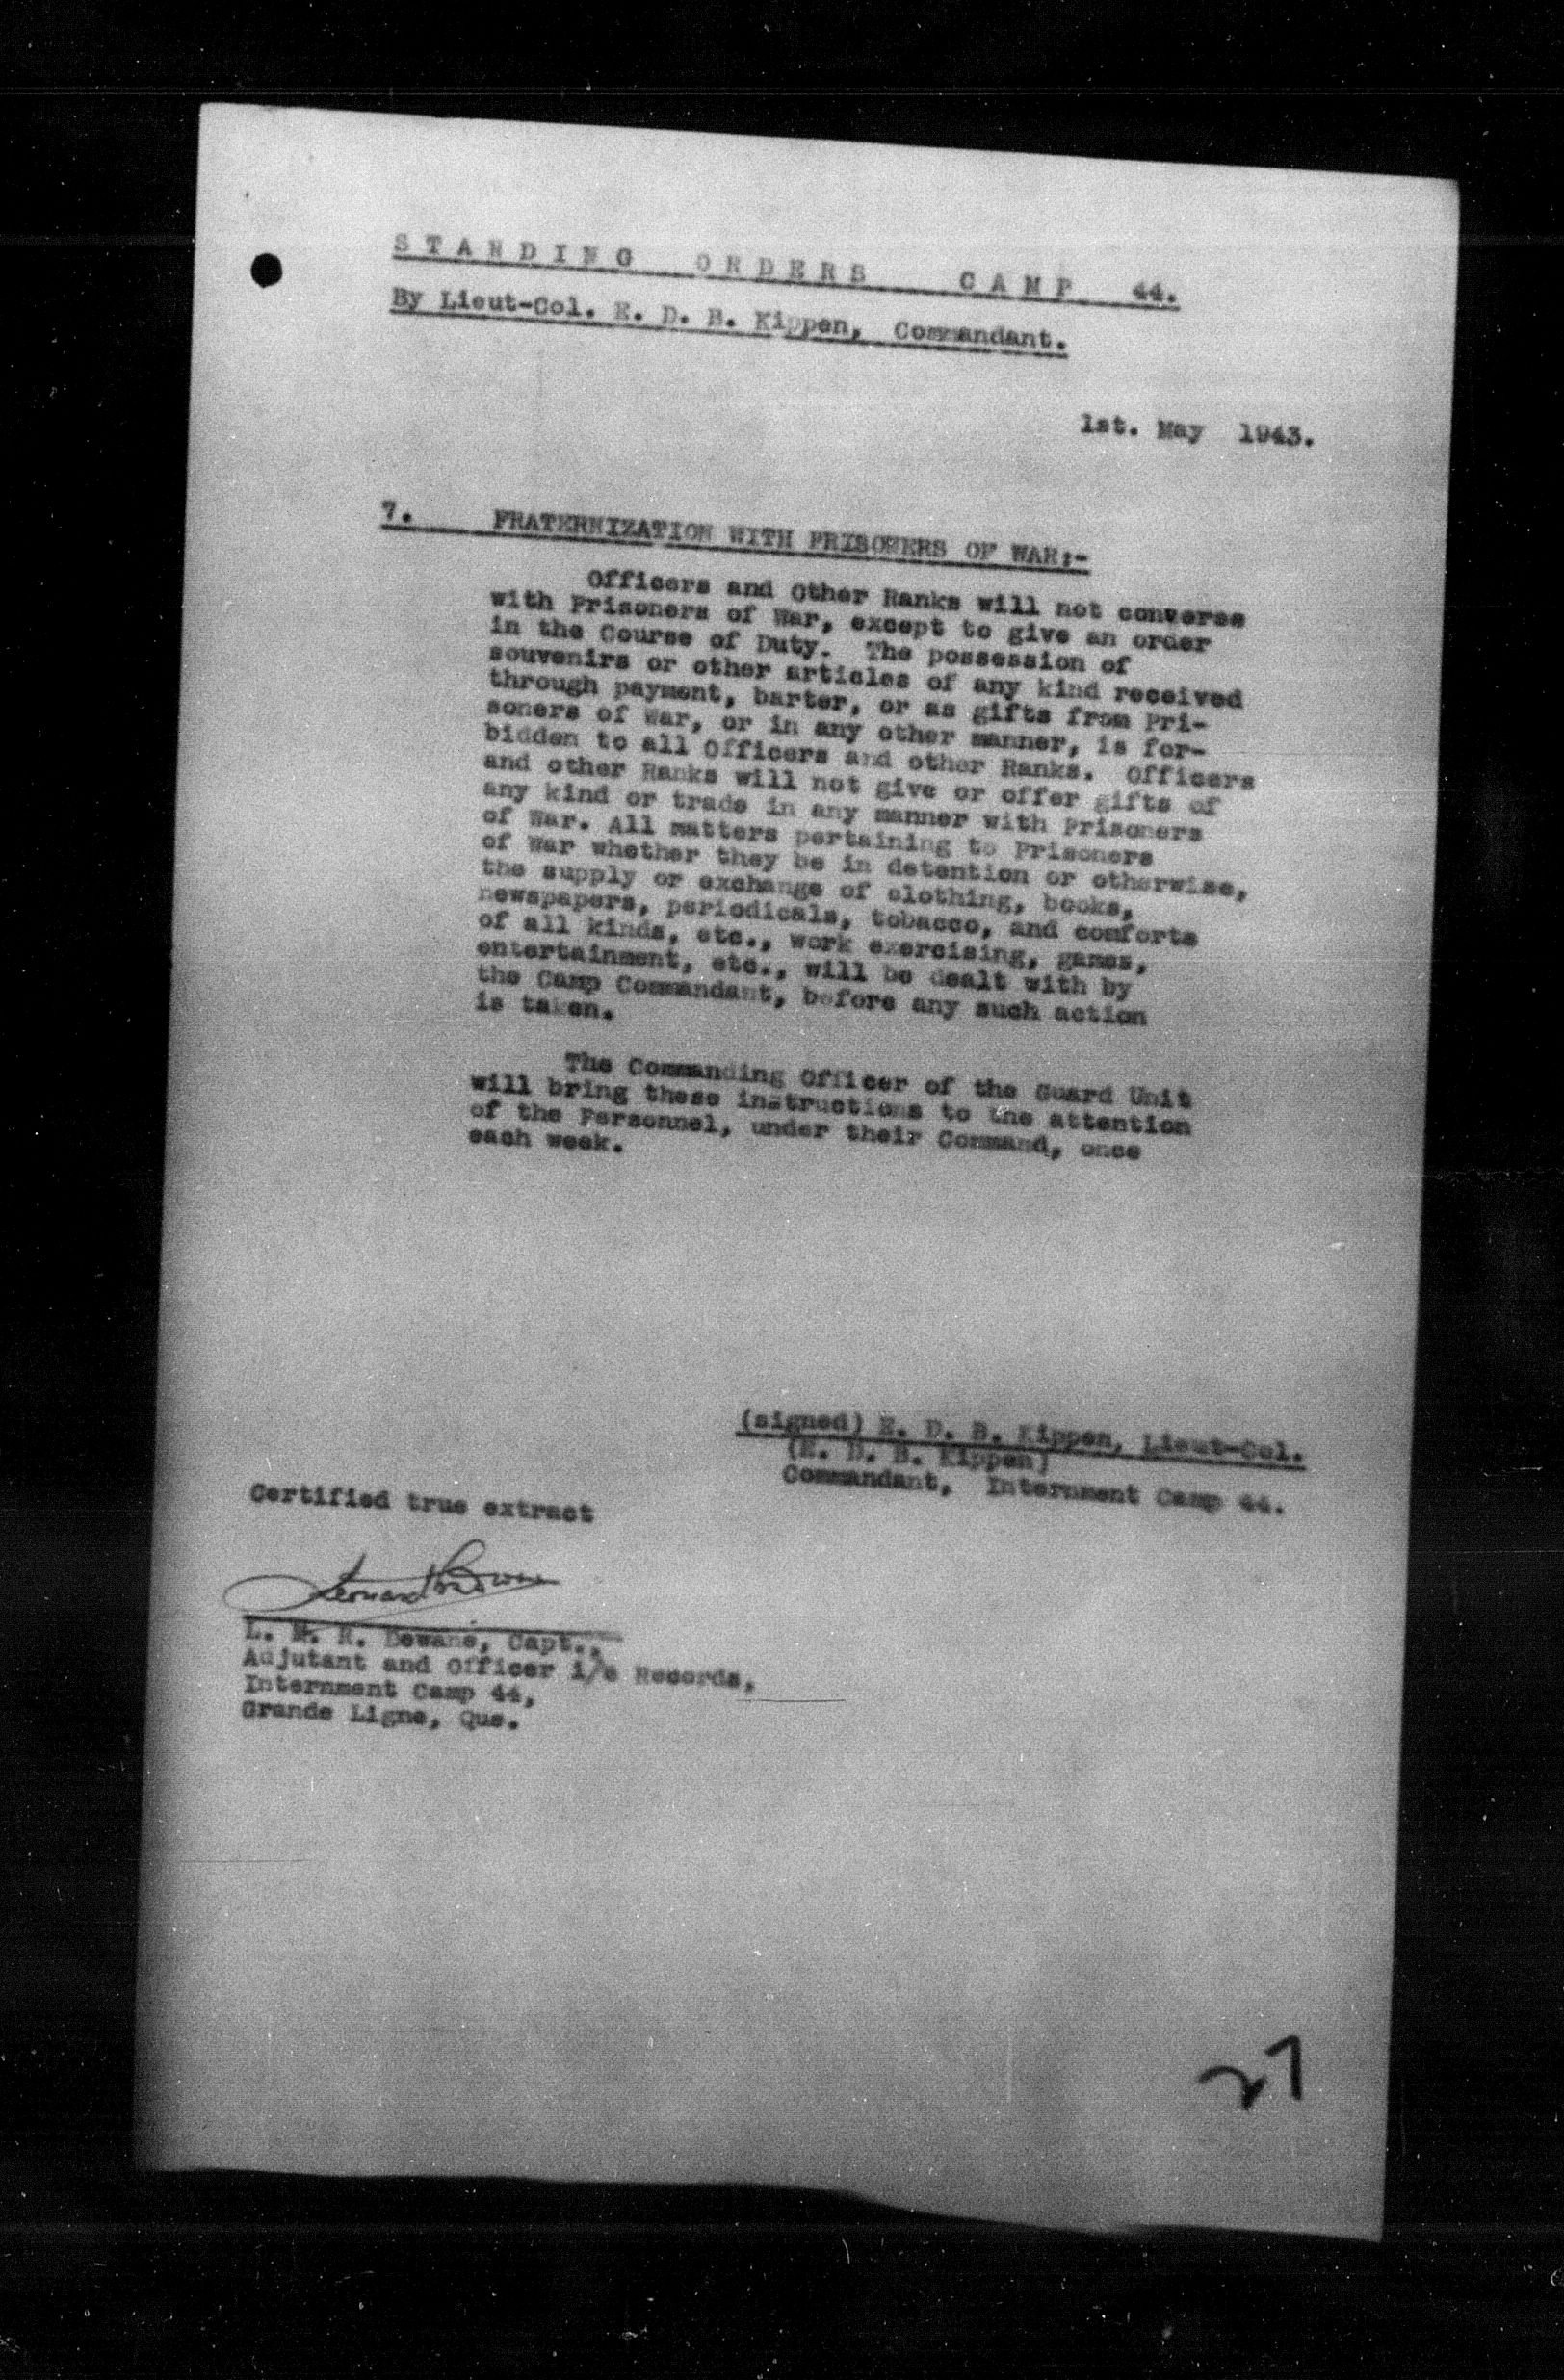 STANDING ORDERS CAMP 44.
By Lieut-Col. E. D. B. Kippen, Commandant.
1st. May 1943.
7. FRATERNIZATION WITH PRISONERS OF WAR:-
Officers and Other Ranks will not converse
with Prisoners of War, except to give an order
in the Course of Duty. The possession of
souvenirs or other articles of any kind received
through payment, barter, or as gifts from Pri-
soners of War, or in any other manner, is for-
bidden to all Officers and other Ranks. Officers
and other Ranks will not give or offer gifts of
any kind or trade in any manner with Prisoners
of War. All matters pertaining to Prisoners
of War whether they be in detention or otherwise,
the supply or exchange of clothing, books,
newspapers, periodicals, tobacco, and comforts
of all kinds, etc., work exercising, games,
entertainment, etc., will be dealt with by
the Camp Commandant, before any such action
is taken.
The Commanding Officer of the Guard Unit
will bring these instructions to the attention
of the Personnel, under their Command, once
each week.
(signed) E. D. B. Kippen, Lieut-Col.
(E. D. B. Kippen)
Commandant, Internment Camp 44.
Certified true extract
L. M. R. Capt.,
Adjutant and Officer i/c Records,
Internment Camp 44,
Grande Ligne, Que.
27